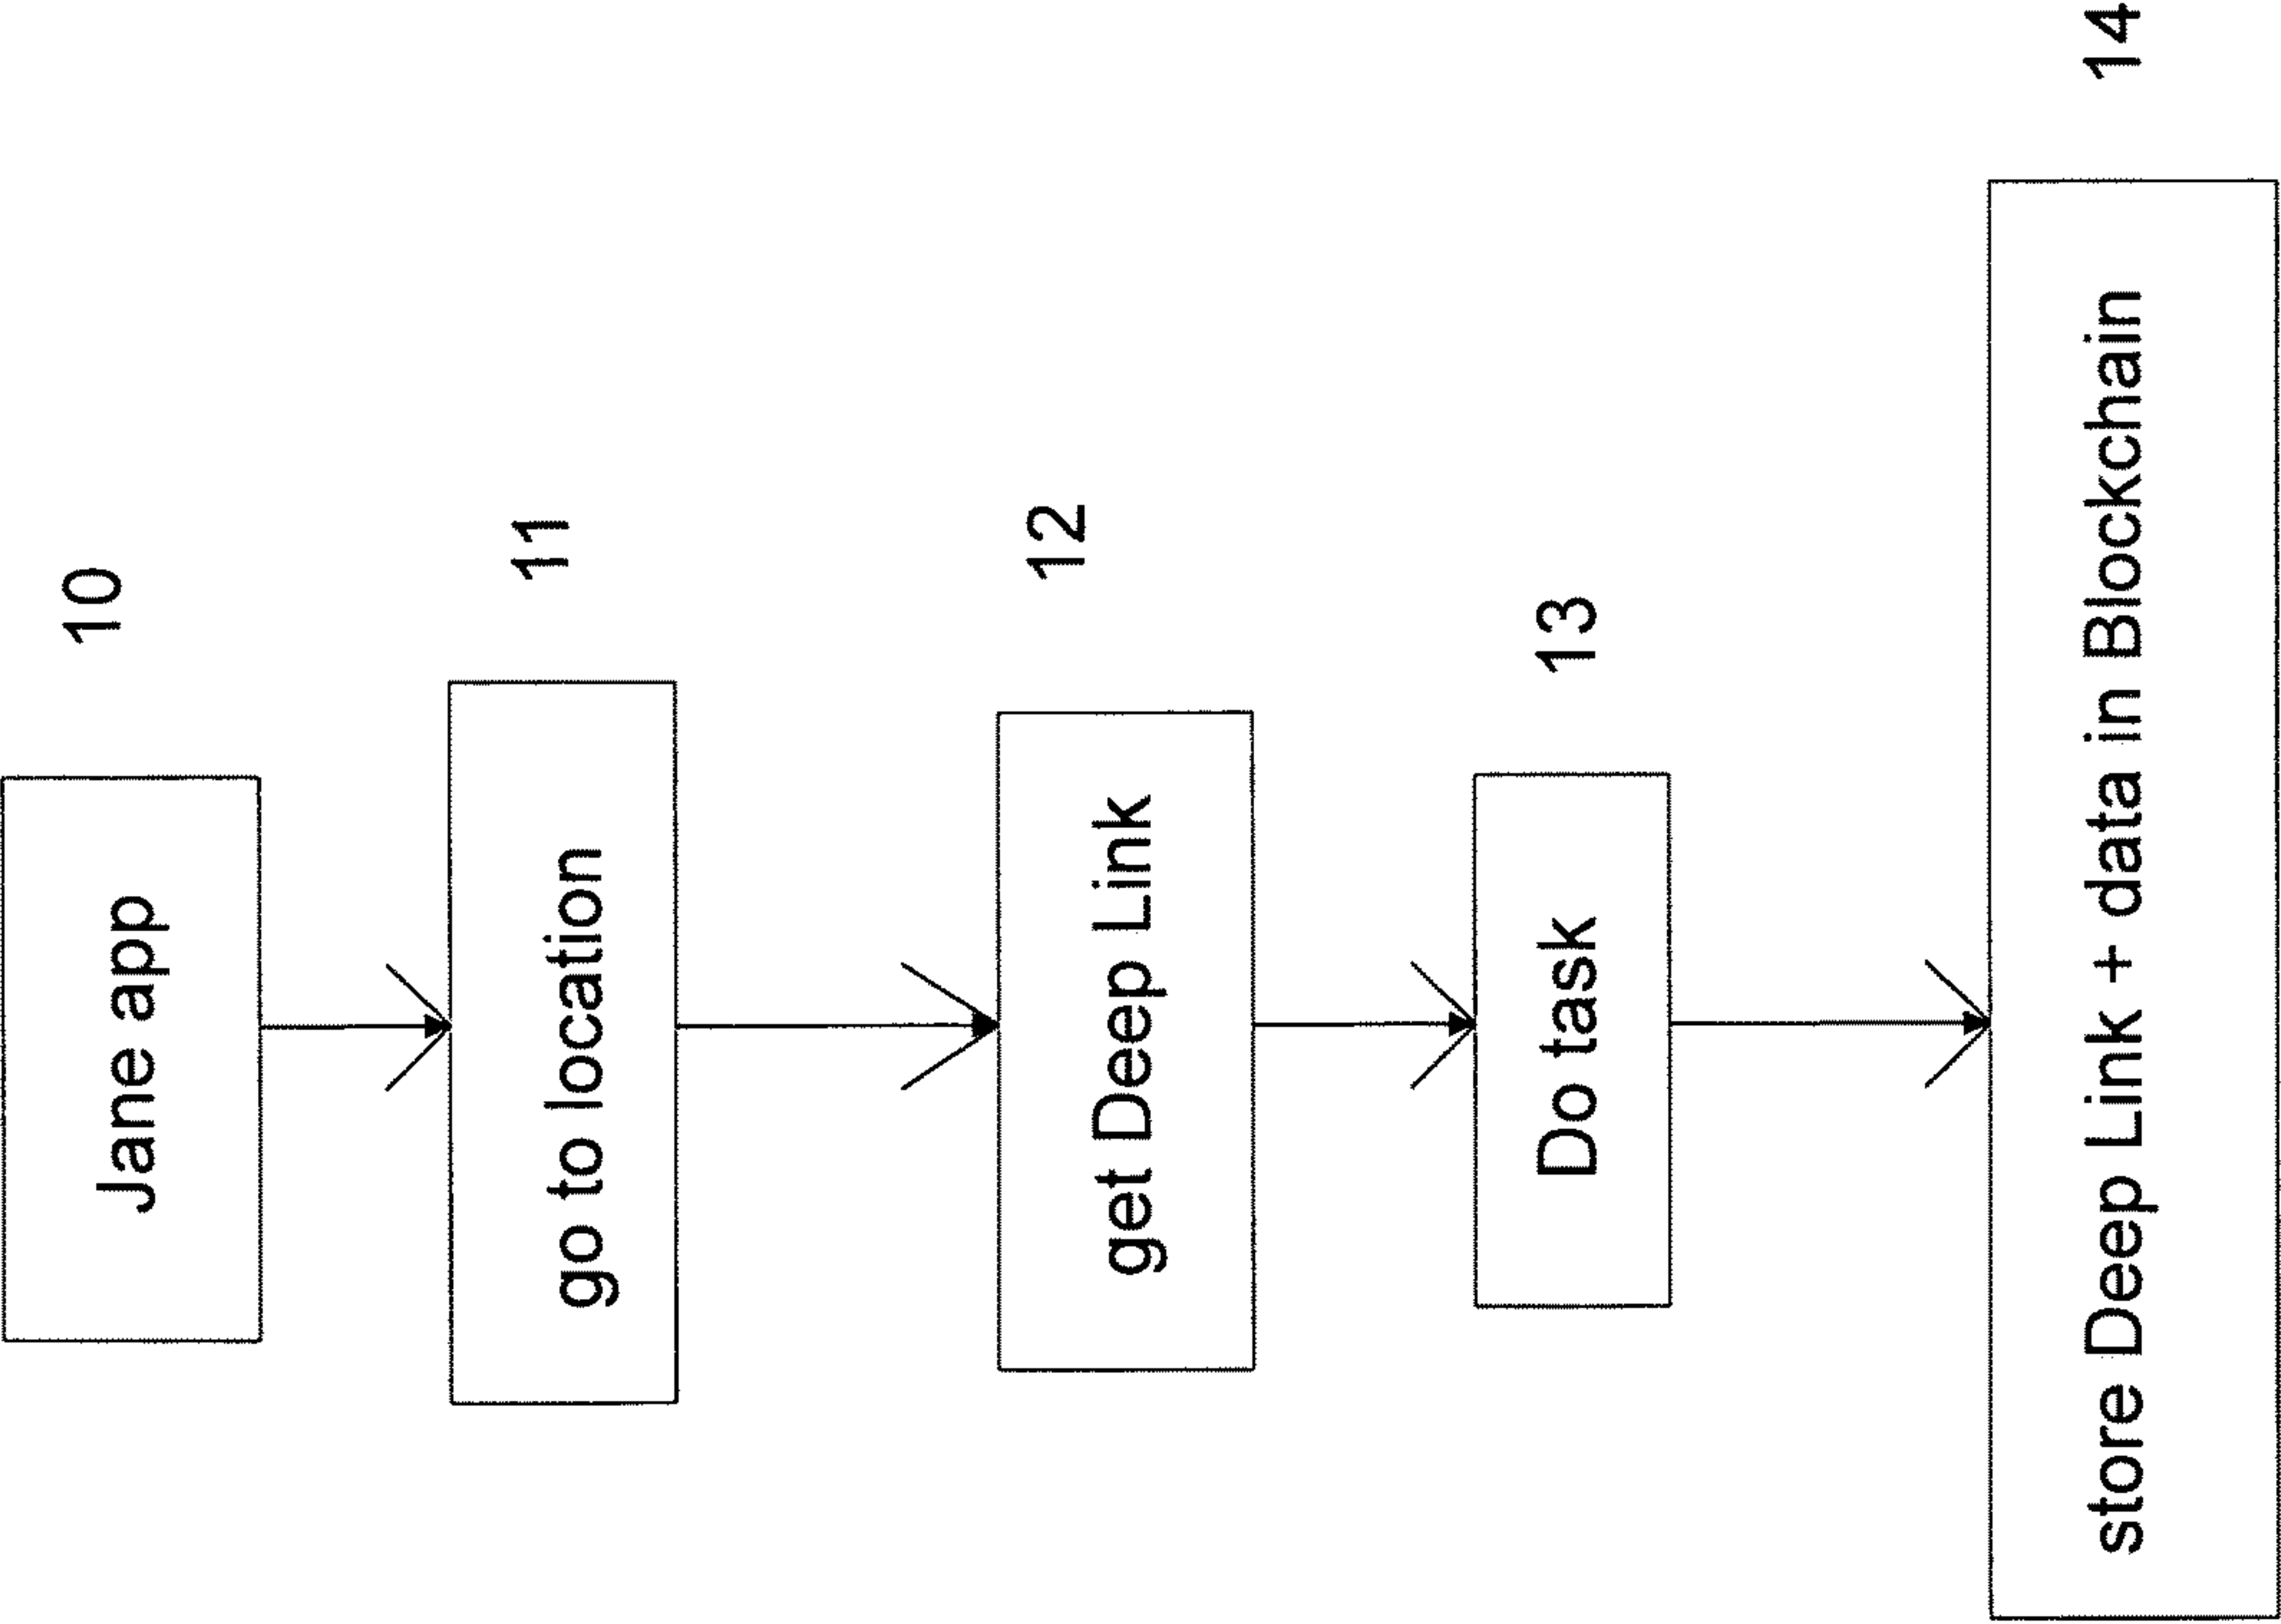 Jane app
10
go to location
11
get Deep Link
12
Do task
13
store Deep Link + data in Blockchain
14